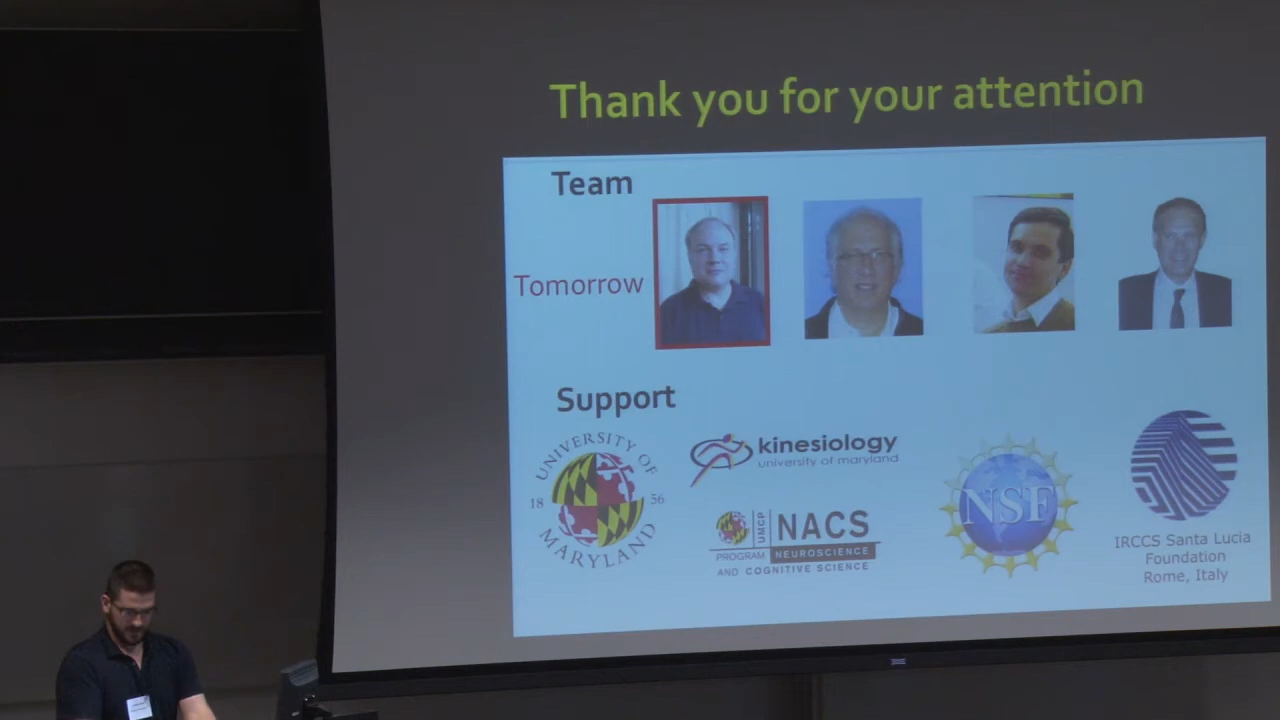 Thank you for your attention
Team
Tomorrow
Support
UNIVERSITY OF
18 56
MARYLAND
kinesiology
university of maryland
UMCP
NACS
PROGRAM NEUROSCIENCE
AND COGNITIVE SCIENCE
NSF
IRCCS Santa Lucia
Foundation
Rome, Italy